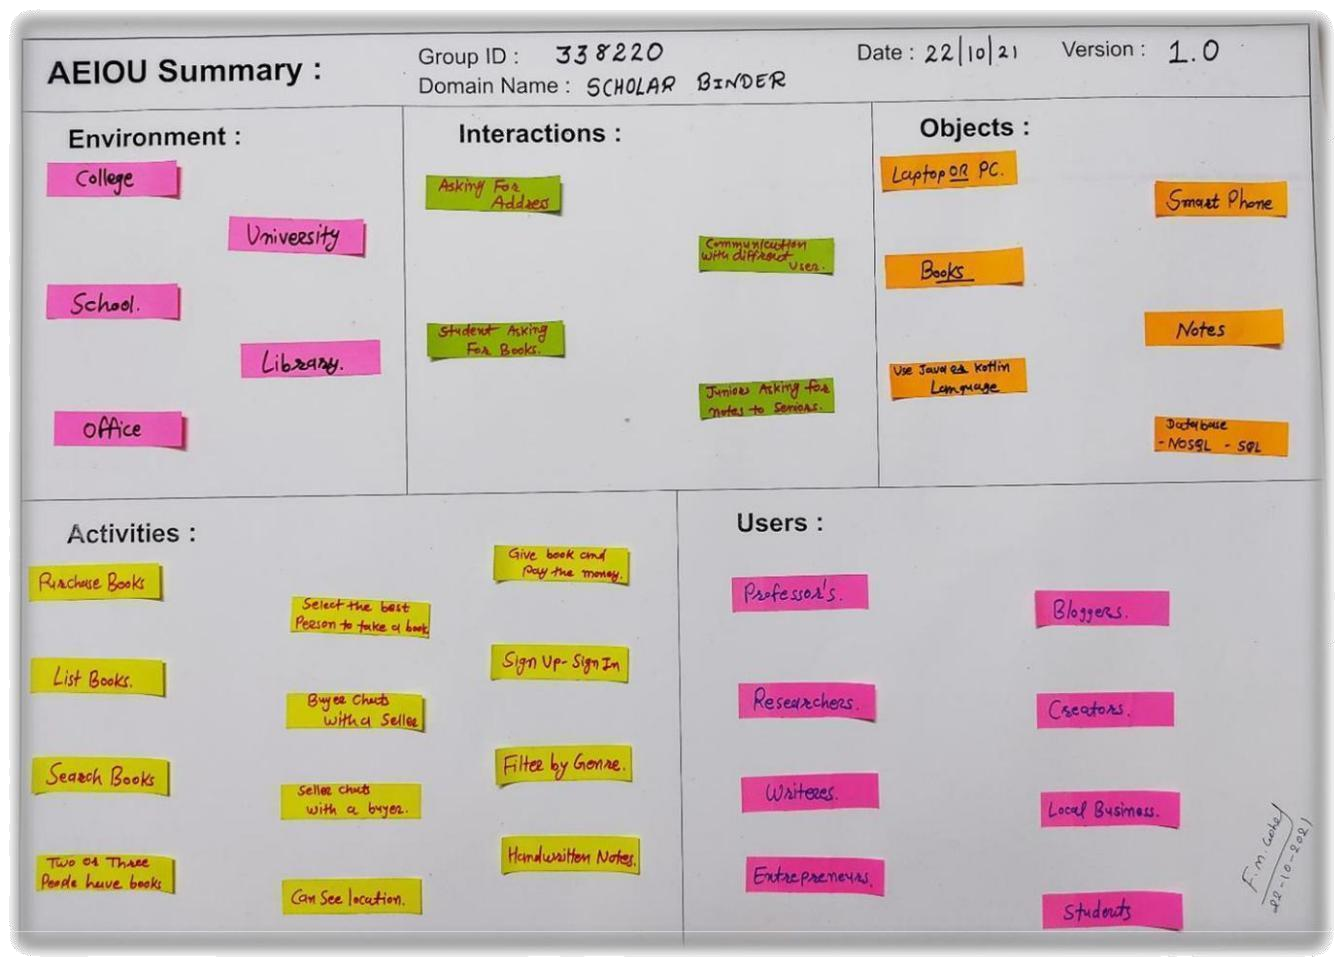 AEIOU Summary :
Group ID : 338220
Domain Name : SCHOLAR BINDER
Date : 22/10/21
Version : 1.0
Environment :
College
University
School.
Library.
Office
Interactions :
Asking For
Address
Communication
with different
User.
Student Asking
For Books.
Juniors Asking for
notes to Seniors.
Objects :
Laptop OR PC.
Smart Phone
Books
Notes
Use Java or Kotlin
Language
Database
- NOSQL - SQL
Activities :
Purchase Books
List Books.
Search Books
Two or Three
People have books
Select the best
Person to take a book
Buyer Chats
with a Seller
Seller Chats
with a buyer.
Can See location.
Give book and
Pay the money.
Sign Up- Sign In
Filter by Genre.
Handwritten Notes.
Users :
Professor's.
Researchers.
Writeres.
Entrepreneurs.
Bloggers.
Creators.
Local Business.
Students
F.M.
22-10-2021